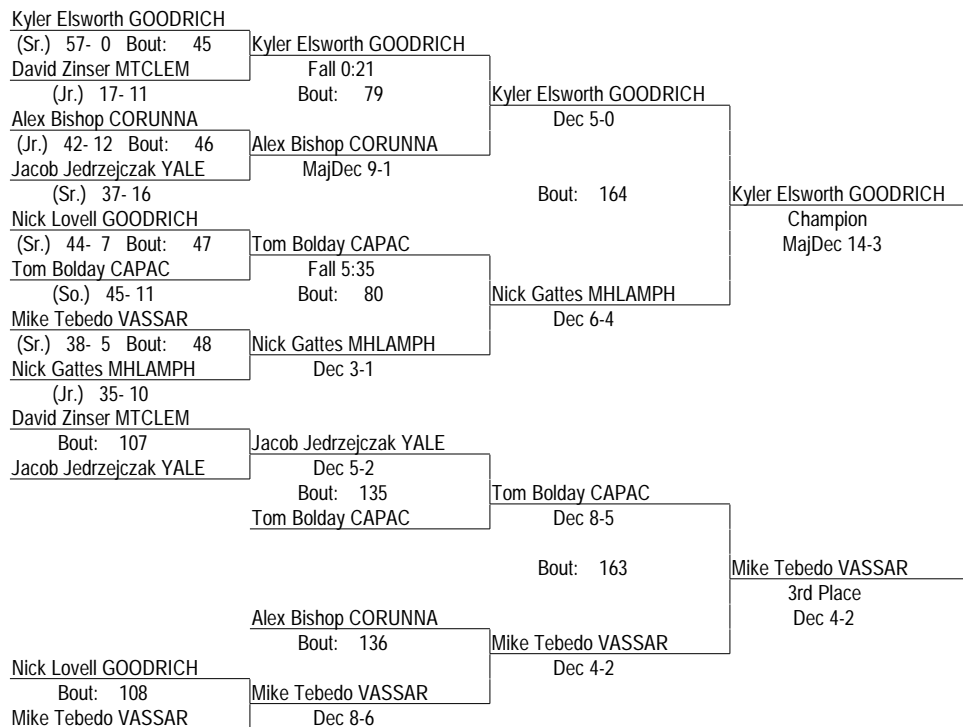 Kyler Elsworth GOODRICH
(Sr.) 57- 0 Bout: 45
Kyler Elsworth GOODRICH
David Zinser MTCLEM
Fall 0:21
(Jr.) 17- 11
Bout: 79
Kyler Elsworth GOODRICH
Alex Bishop CORUNNA
Dec 5-0
(Jr.) 42- 12 Bout: 46
Alex Bishop CORUNNA
Jacob Jedrzejczak YALE
MajDec 9-1
(Sr.) 37- 16
Bout: 164
Kyler Elsworth GOODRICH
Nick Lovell GOODRICH
Champion
(Sr.) 44- 7 Bout: 47
Tom Bolday CAPAC
MajDec 14-3
Tom Bolday CAPAC
Fall 5:35
(So.) 45- 11
Bout: 80
Nick Gattes MHLAMPH
Mike Tebedo VASSAR
Dec 6-4
(Sr.) 38- 5 Bout: 48
Nick Gattes MHLAMPH
Nick Gattes MHLAMPH
Dec 3-1
(Jr.) 35- 10
David Zinser MTCLEM
Bout: 107
Jacob Jedrzejczak YALE
Jacob Jedrzejczak YALE
Dec 5-2
Bout: 135
Tom Bolday CAPAC
Tom Bolday CAPAC
Dec 8-5
Bout: 163
Mike Tebedo VASSAR
3rd Place
Dec 4-2
Alex Bishop CORUNNA
Bout: 136
Mike Tebedo VASSAR
Dec 4-2
Nick Lovell GOODRICH
Bout: 108
Mike Tebedo VASSAR
Mike Tebedo VASSAR
Dec 8-6